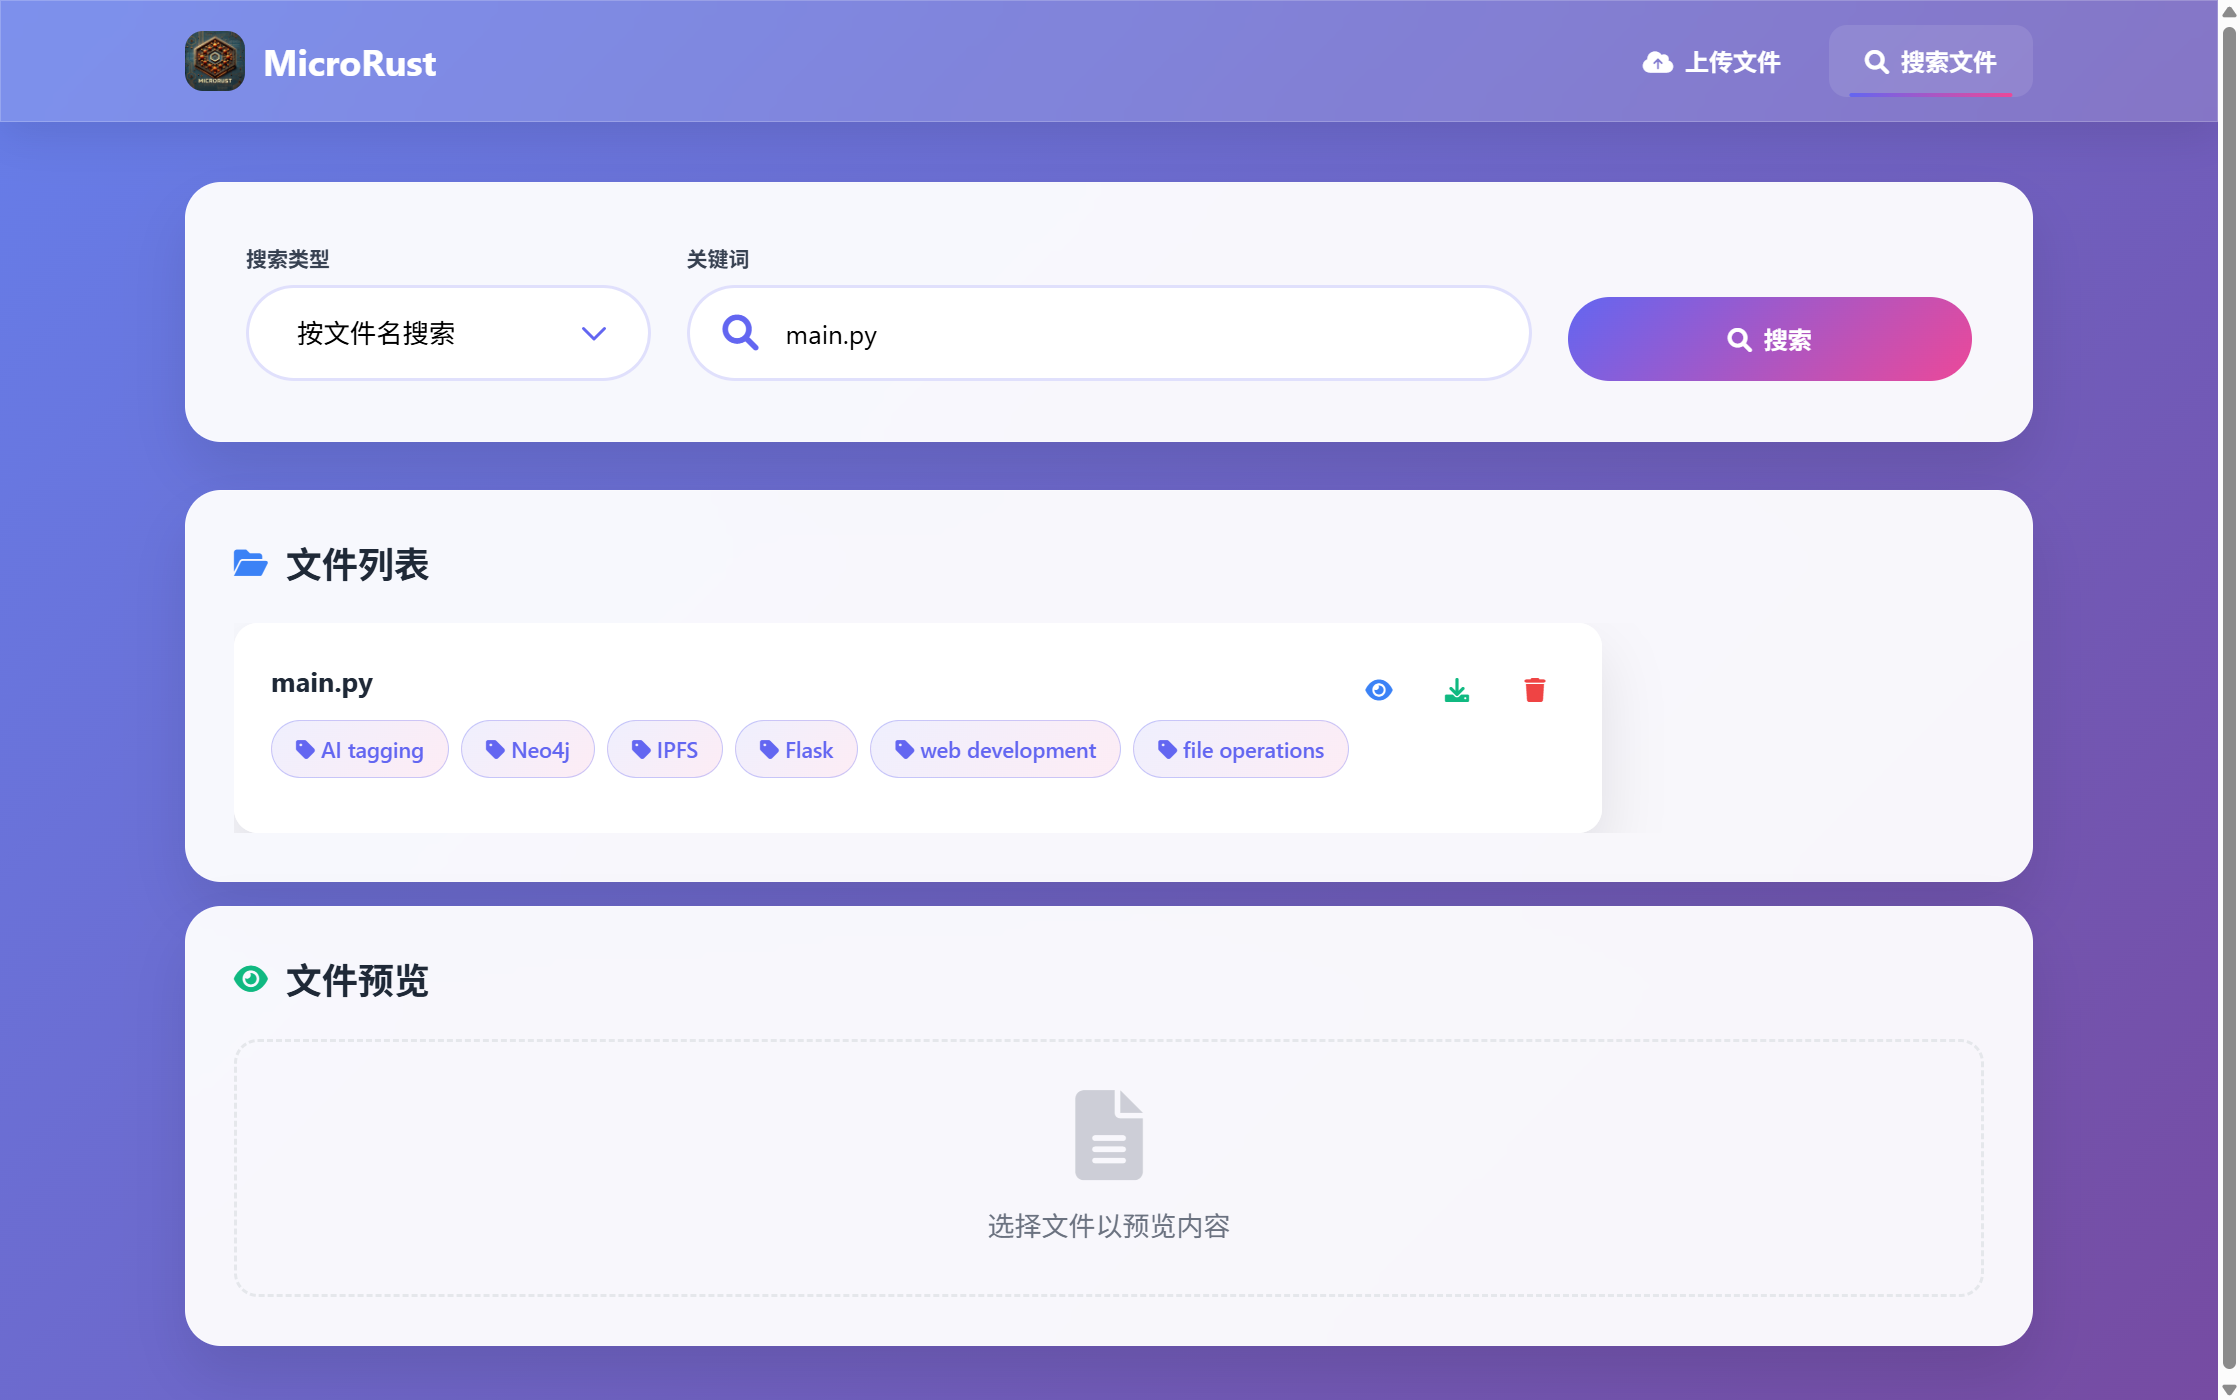 MICRORUST
MicroRust
上传文件
搜索文件
搜索类型
关键词
按文件名搜索
main.py
搜索
文件列表
main.py
AI tagging
Neo4j
IPFS
Flask
web development
file operations
文件预览
选择文件以预览内容